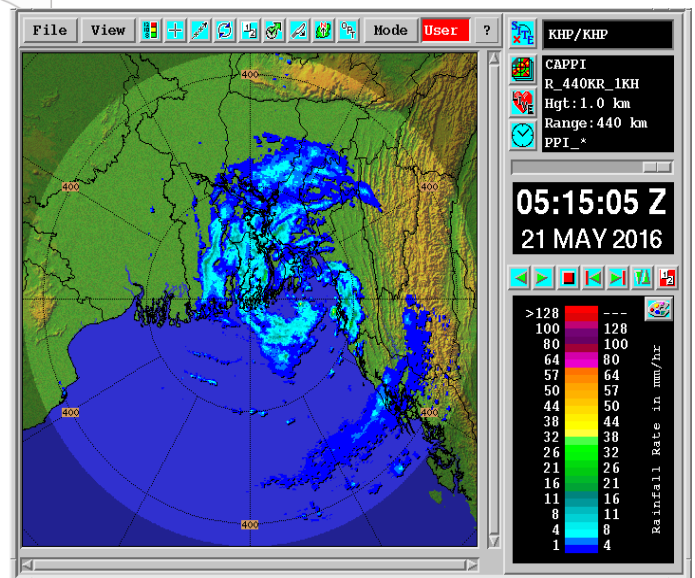 File View Mode User ?
SITE
KHP/KHP
CAPPI
R_440KR_1KH
Hgt:1.0 km
Range:440 km
PPI_*
05:15:05 Z
21 MAY 2016
400
400
400
400
400
400
>128 ---
100 128
80 100
64 80
57 64
50 57
44 50
38 44
32 38
26 32
21 26
16 21
11 16
8 11
4 8
1 4
Rainfall Rate in mm/hr